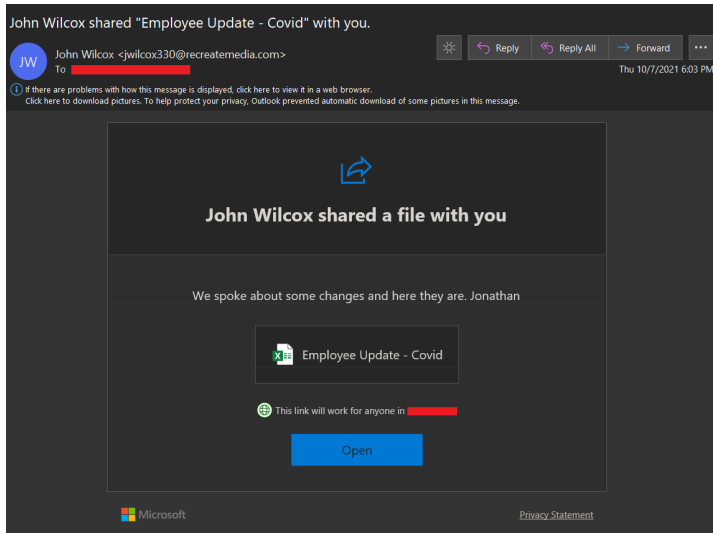 John Wilcox shared "Employee Update - Covid" with you.
JW
John Wilcox <jwilcox330@recreatemedia.com>
To
Reply
Reply All
Forward
Thu 10/7/2021 6:03 PM
If there are problems with how this message is displayed, click here to view it in a web browser.
Click here to download pictures. To help protect your privacy, Outlook prevented automatic download of some pictures in this message.
John Wilcox shared a file with you
We spoke about some changes and here they are. Jonathan
Employee Update - Covid
This link will work for anyone in
Open
Microsoft
Privacy Statement